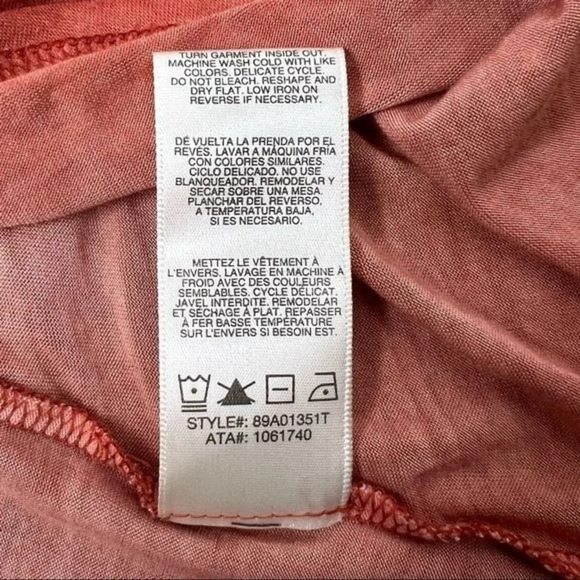 TURN GARMENT INSIDE OUT.
MACHINE WASH COLD WITH LIKE
COLORS. DELICATE CYCLE.
DO NOT BLEACH. RESHAPE AND
DRY FLAT. LOW IRON ON
REVERSE IF NECESSARY.
DÉ VUELTA LA PRENDA POR EL
REVÉS. LAVAR A MÁQUINA FRÍA
CON COLORES SIMILARES.
CICLO DELICADO. NO USE
BLANQUEADOR. REMODELAR Y
SECAR SOBRE UNA MESA.
PLANCHAR DEL REVERSO,
A TEMPERATURA BAJA,
SI ES NECESARIO.
METTEZ LE VÊTEMENT À
L'ENVERS. LAVAGE EN MACHINE À
FROID AVEC DES COULEURS
SEMBLABLES. CYCLE DÉLICAT.
JAVEL INTERDITE. REMODELAR
ET SÉCHAGE À PLAT. REPASSER
À FER BASSE TEMPÉRATURE
SUR L'ENVERS SI BESOIN EST.
STYLE#: 89A01351T
ATA#: 1061740